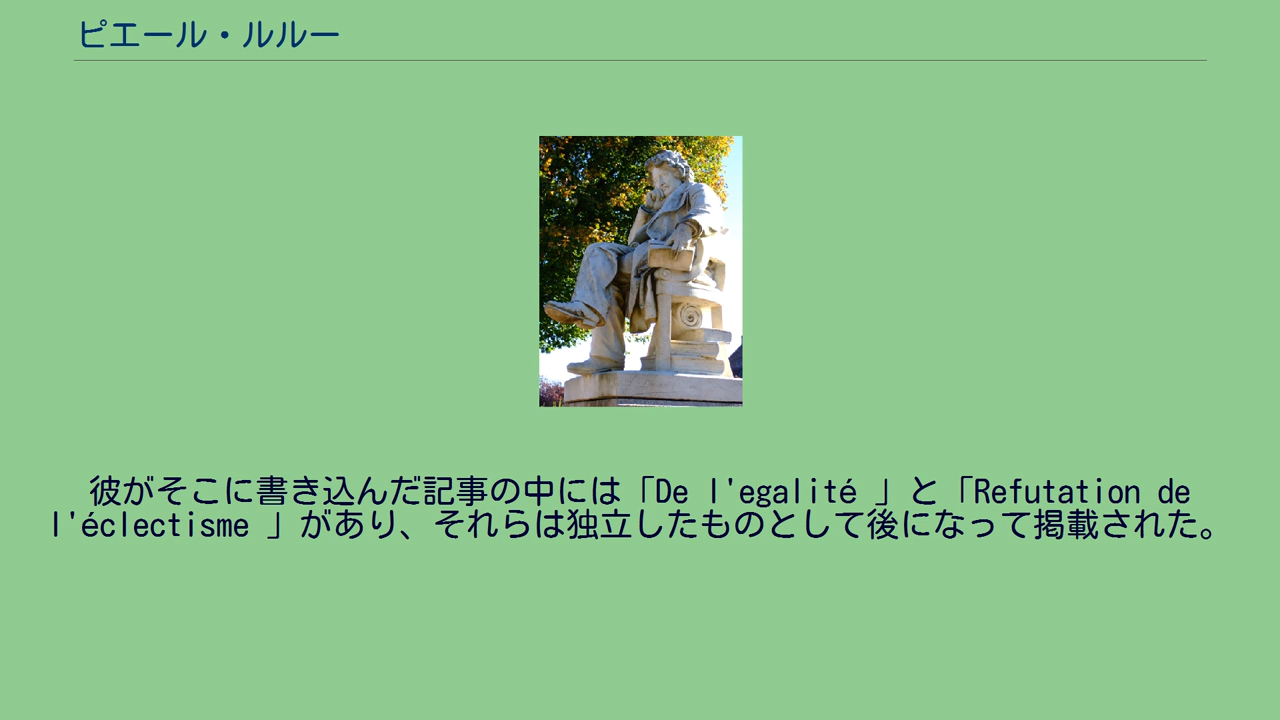 ピエール・ルルー
彼がそこに書き込んだ記事の中には「De l'egalité 」と「Refutation de
l'éclectisme 」があり、それらは独立したものとして後になって掲載された。